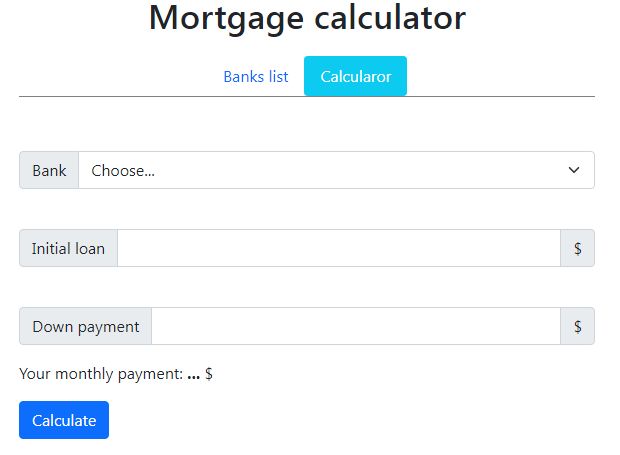 Mortgage calculator
Banks list Calcularor
Bank Choose...
Initial loan $
Down payment $
Your monthly payment: ... $
Calculate